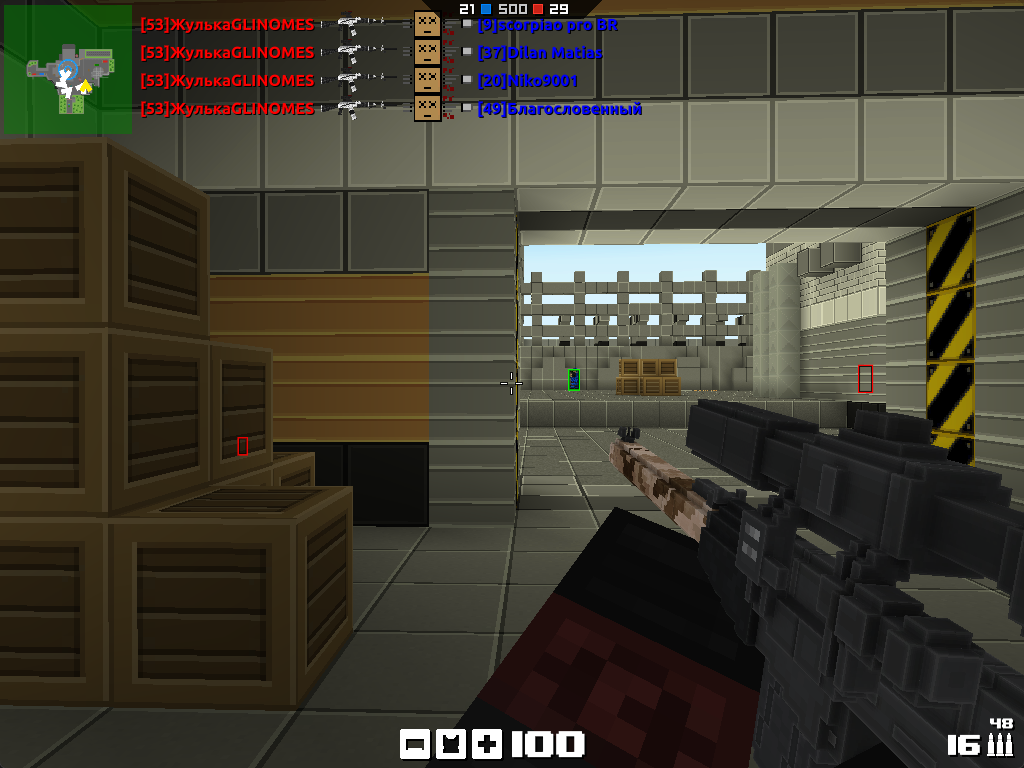 21 500 29
[53]ЖулькаGLINOMES [9]scorpiao pro BR
[53]ЖулькаGLINOMES [37]Dilan Matias
[53]ЖулькаGLINOMES [20]Niko9001
[53]ЖулькаGLINOMES [49]Благословенный
100
48
16